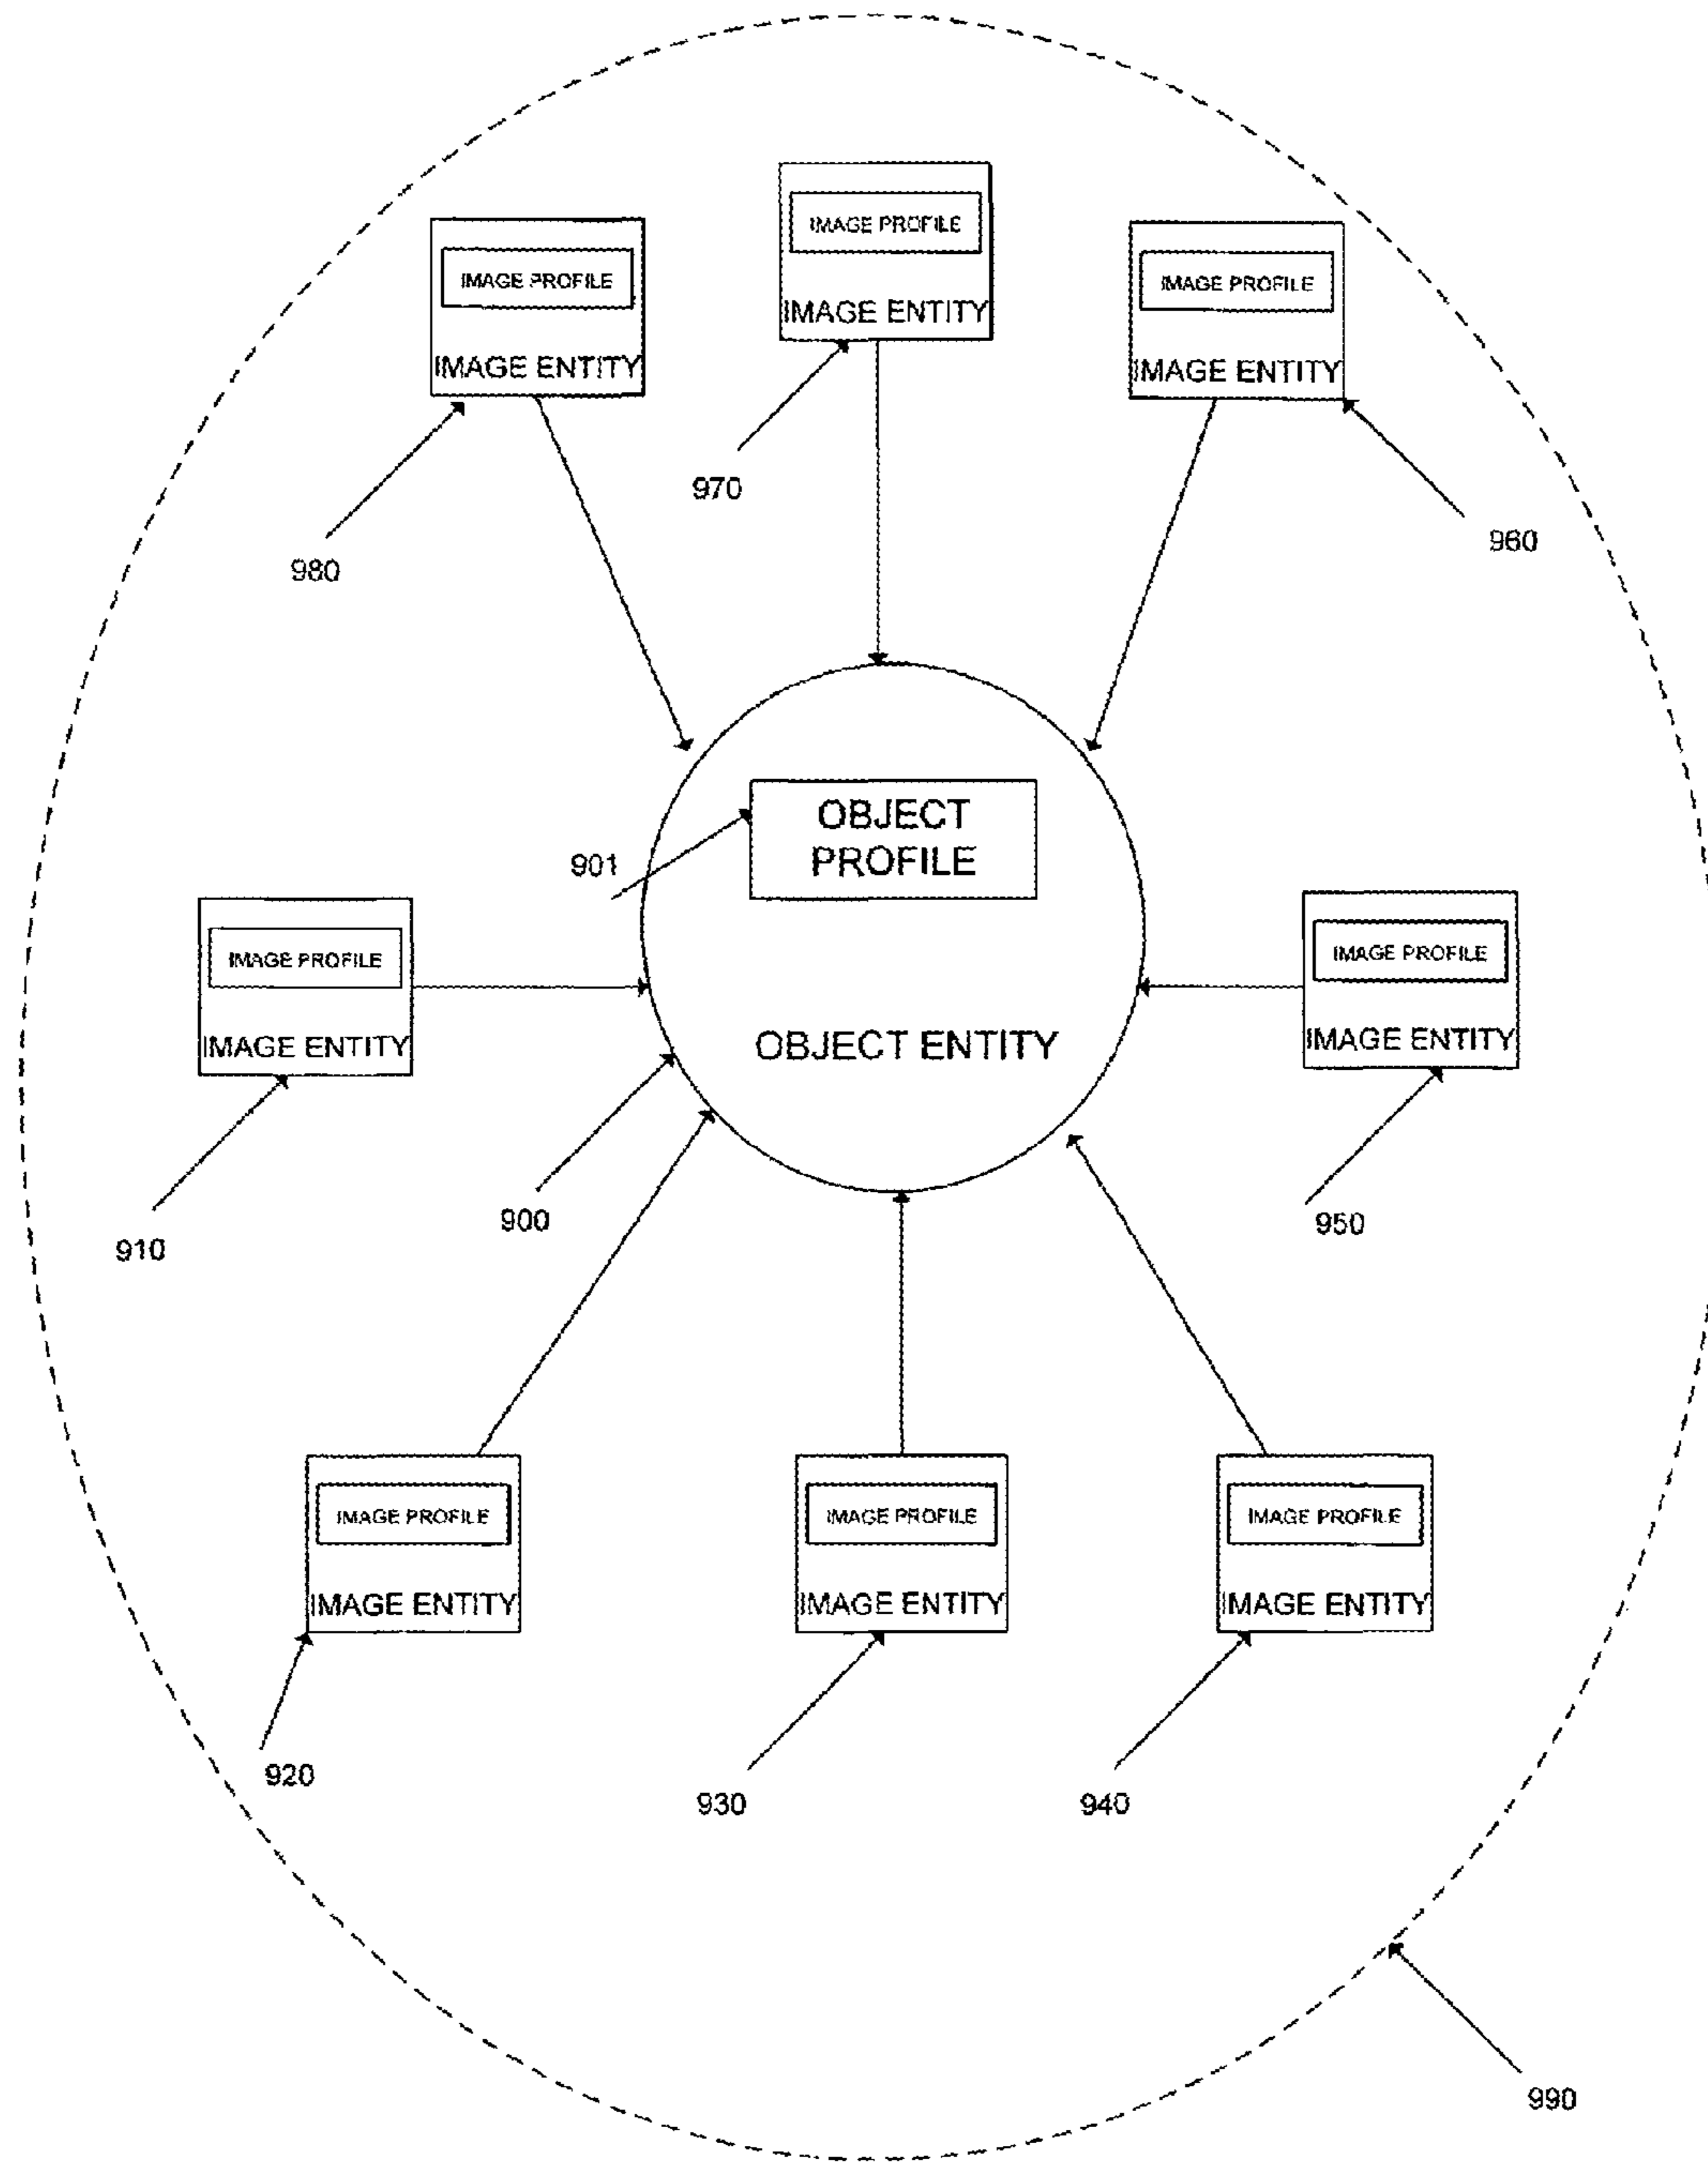 IMAGE PROFILE
IMAGE ENTITY
970
IMAGE PROFILE
IMAGE ENTITY
980
IMAGE PROFILE
IMAGE ENTITY
960
OBJECT
PROFILE
901
OBJECT ENTITY
900
IMAGE PROFILE
IMAGE ENTITY
910
IMAGE PROFILE
IMAGE ENTITY
950
IMAGE PROFILE
IMAGE ENTITY
920
IMAGE PROFILE
IMAGE ENTITY
930
IMAGE PROFILE
IMAGE ENTITY
940
990